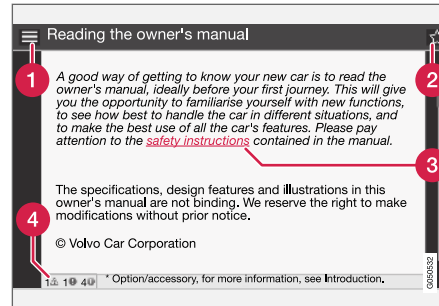 Reading the owner's manual
1
2
A good way of getting to know your new car is to read the
owner's manual, ideally before your first journey. This will give
you the opportunity to familiarise yourself with new functions,
to see how best to handle the car in different situations, and
to make the best use of all the car's features. Please pay
attention to the safety instructions contained in the manual.
3
The specifications, design features and illustrations in this
owner's manual are not binding. We reserve the right to make
modifications without prior notice.
4
© Volvo Car Corporation
1 1 4 * Option/accessory, for more information, see Introduction.
G050532